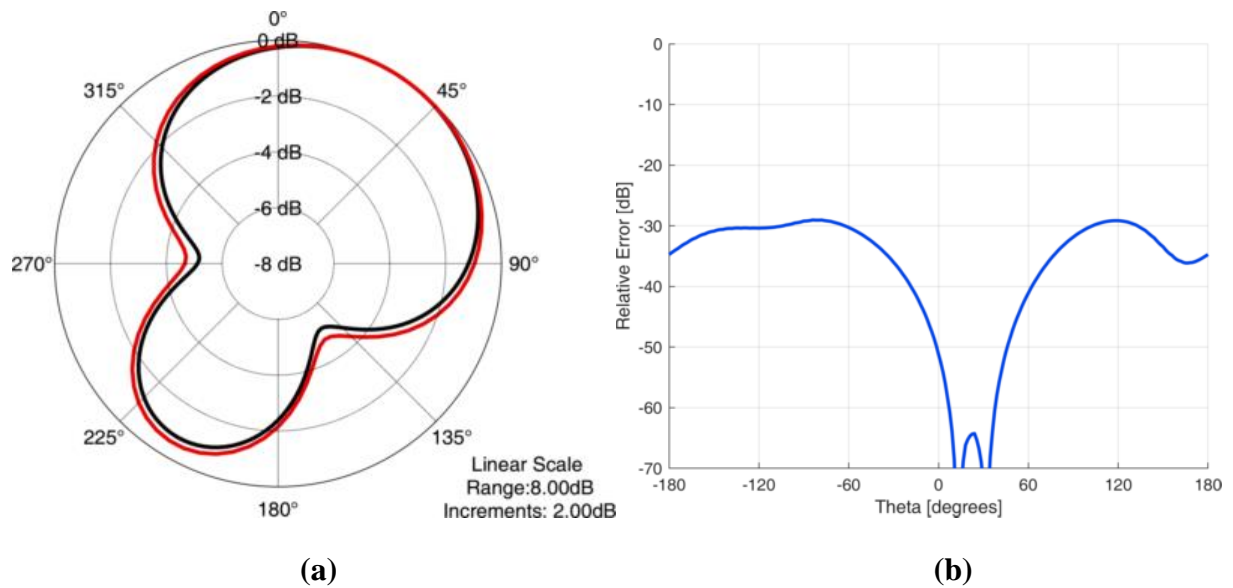 0°
0 dB
315°
-2 dB
45°
-4 dB
-6 dB
270°
-8 dB
90°
225°
135°
180°
Linear Scale
Range:8.00dB
Increments: 2.00dB
(a)
0
-10
-20
-30
-40
-50
-60
-70
Relative Error [dB]
-180
-120
-60
0
60
120
180
Theta [degrees]
(b)